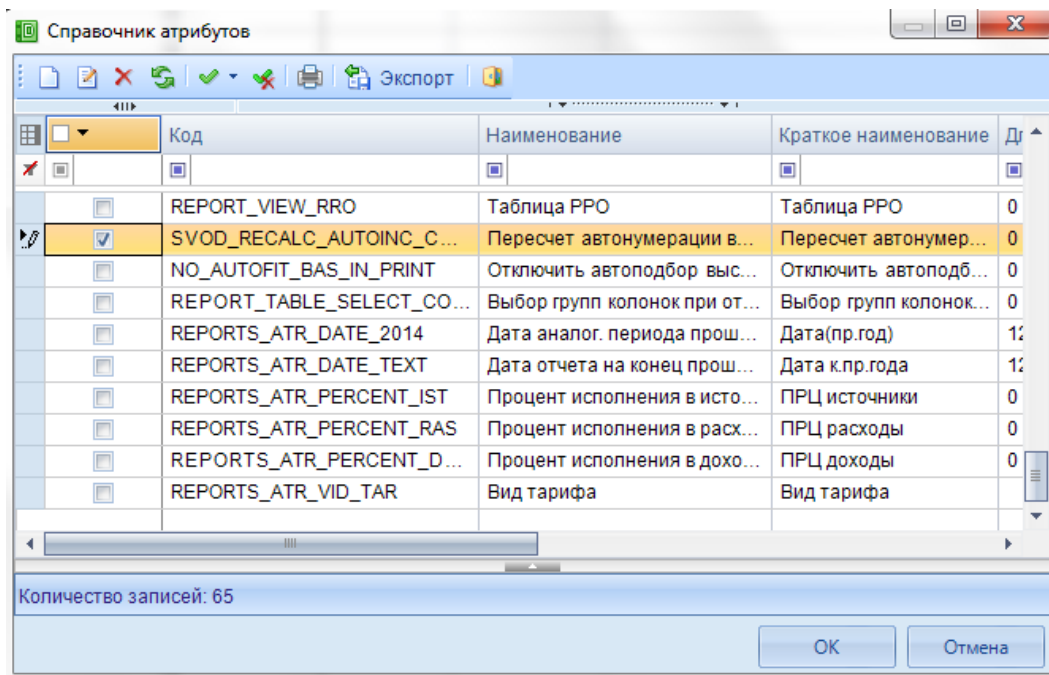 Справочник атрибутов
Экспорт
Код Наименование Краткое наименование
REPORT_VIEW_RRO Таблица РРО Таблица РРО 0
SVOD_RECALC_AUTOINC_C... Пересчет автонумерации в... Пересчет автонумер... 0
NO_AUTOFIT_BAS_IN_PRINT Отключить автоподбор выс... Отключить автоподб... 0
REPORT_TABLE_SELECT_CO... Выбор групп колонок при от... Выбор групп колонок... 0
REPORTS_ATR_DATE_2014 Дата аналог. периода прош... Дата(пр.год) 12
REPORTS_ATR_DATE_TEXT Дата отчета на конец прош... Дата к.пр.года 12
REPORTS_ATR_PERCENT_IST Процент исполнения в исто... ПРЦ источники 0
REPORTS_ATR_PERCENT_RAS Процент исполнения в расх... ПРЦ расходы 0
REPORTS_ATR_PERCENT_D... Процент исполнения в дохо... ПРЦ доходы 0
REPORTS_ATR_VID_TAR Вид тарифа Вид тарифа
Количество записей: 65
ОК Отмена